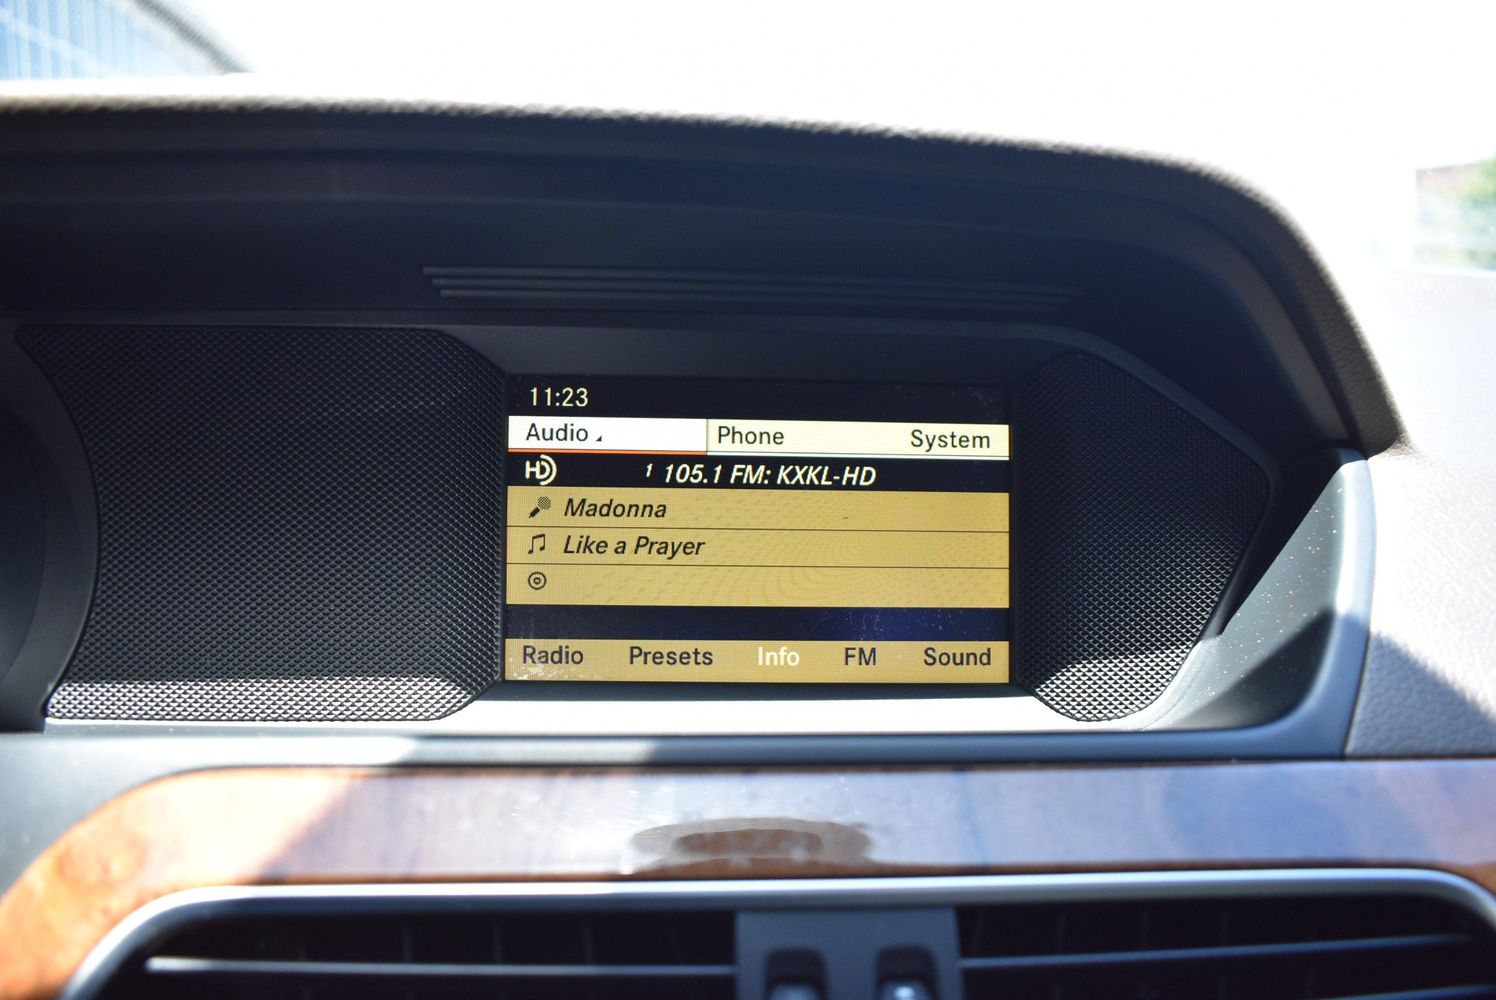 11:23
Audio Phone System
HD 1 105.1 FM: KXKL-HD
Madonna
Like a Prayer
Radio Presets Info FM Sound